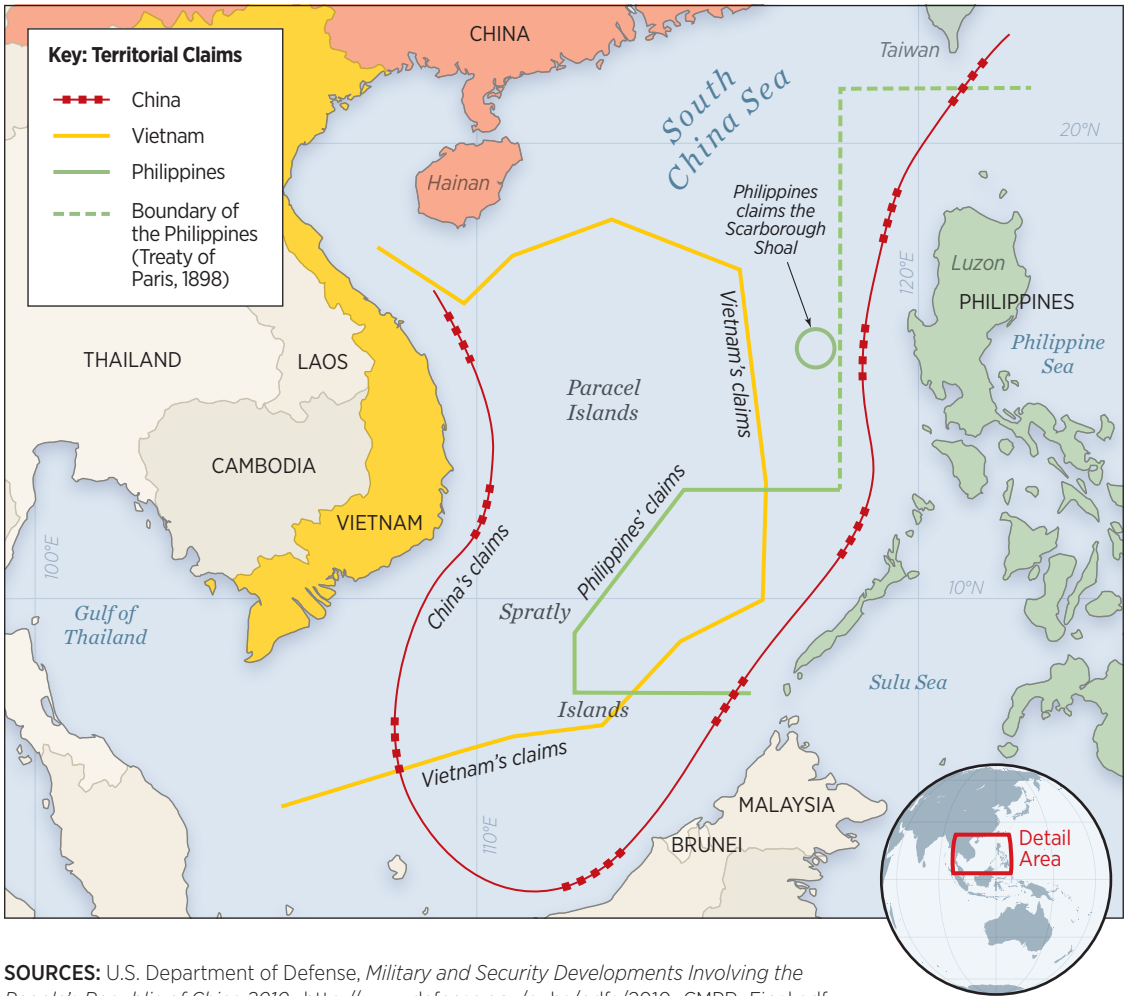 Key: Territorial Claims
China
Vietnam
Philippines
Boundary of
the Philippines
(Treaty of
Paris, 1898)
CHINA
Taiwan
South
China Sea
20°N
Hainan
Philippines
claims the
Scarborough
Shoal
120°E
Luzon
PHILIPPINES
Philippine
Sea
THAILAND
LAOS
Paracel
Islands
Vietnam's claims
CAMBODIA
VIETNAM
Philippines' claims
China's claims
100°E
Gulf of
Thailand
Spratly
10°N
Sulu Sea
Islands
Vietnam's claims
110°E
MALAYSIA
BRUNEI
Detail
Area
SOURCES: U.S. Department of Defense, Military and Security Developments Involving the